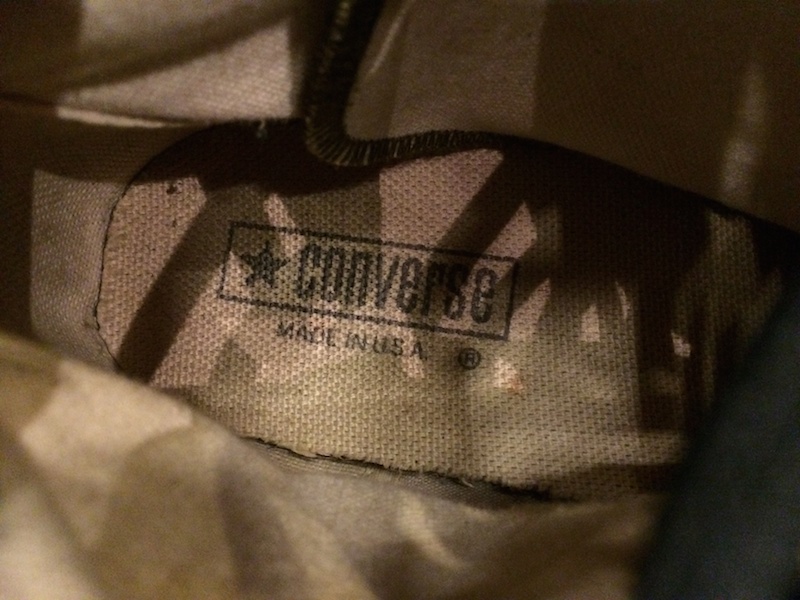 ★ converse
MADE IN U.S.A.
®